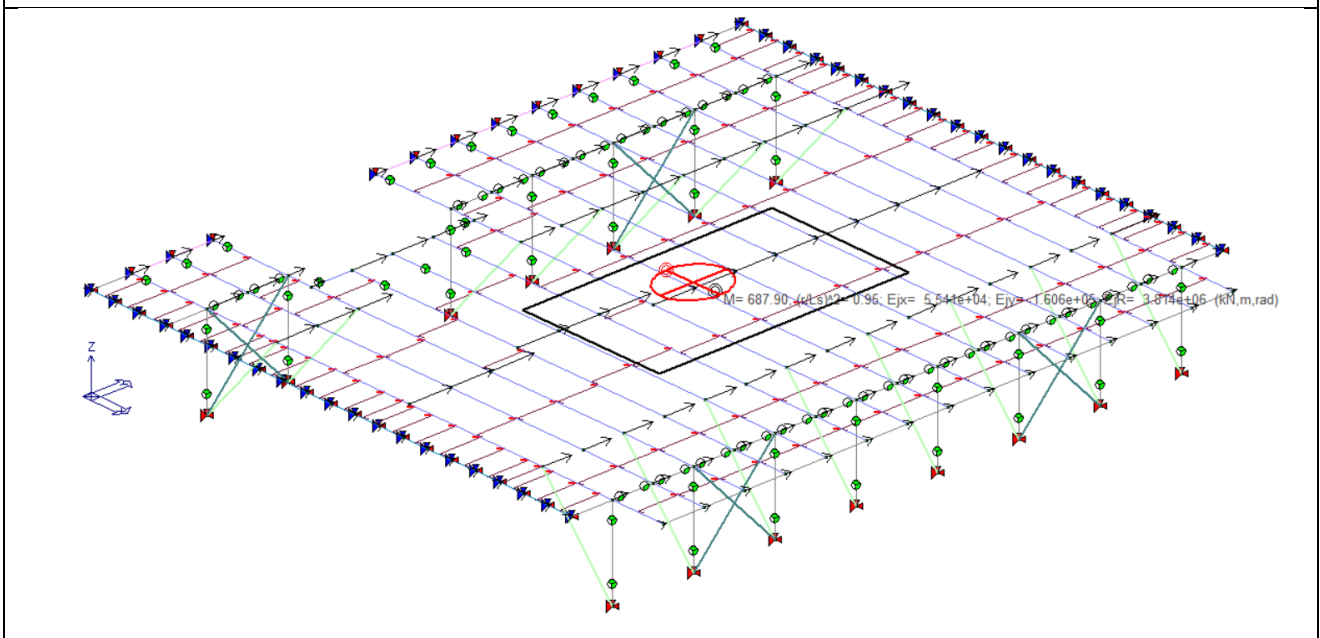 Z
M= 687.90, (r/Ls)^2= 0.95; Ejx= 5.541e+04; Ejy= 1.606e+05; EjR= 3.814e+06 (kN,m,rad)